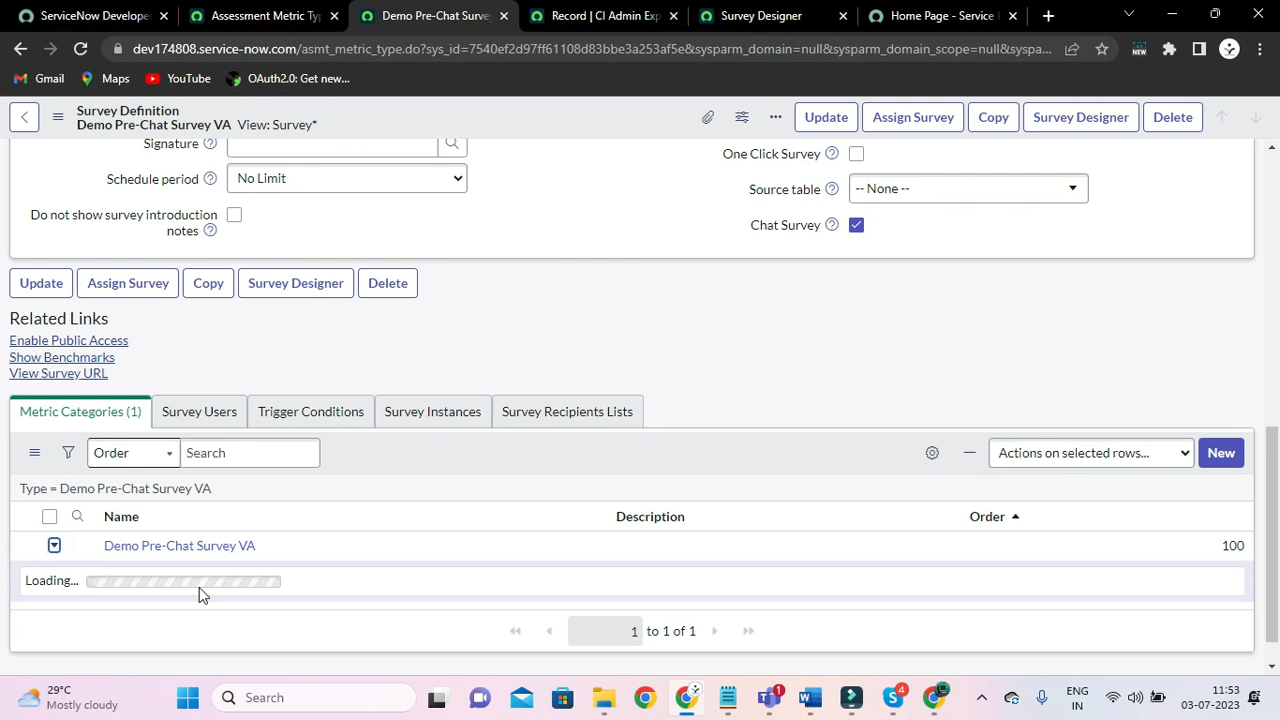 ServiceNow Develope
Assessment Metric Ty
Demo Pre-Chat Surve
Record | CI Admin Exp
Survey Designer
Home Page - Service
dev174808.service-now.com/asmt_metric_type.do?sys_id=7540ef2d97ff61108d83bbe3a253af5e&sysparm_domain=null&sysparm_domain_scope=null&syspa...
NEW
Gmail
Maps
YouTube
OAuth2.0: Get new...
Survey Definition
Demo Pre-Chat Survey VA View: Survey*
Update
Assign Survey
Copy
Survey Designer
Delete
Signature
One Click Survey
Schedule period
No Limit
Source table
-- None --
Do not show survey introduction
notes
Chat Survey
Update
Assign Survey
Copy
Survey Designer
Delete
Related Links
Enable Public Access
Show Benchmarks
View Survey URL
Metric Categories (1)
Survey Users
Trigger Conditions
Survey Instances
Survey Recipients Lists
Order
Search
Actions on selected rows...
New
Type = Demo Pre-Chat Survey VA
Name
Description
Order
Demo Pre-Chat Survey VA
100
Loading...
1 to 1 of 1
29°C
Mostly cloudy
Search
1
4
ENG
IN
11:53
03-07-2023